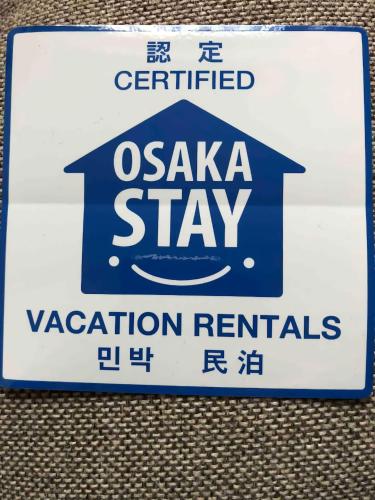 認定
CERTIFIED
OSAKA
STAY
VACATION RENTALS
민박 民泊